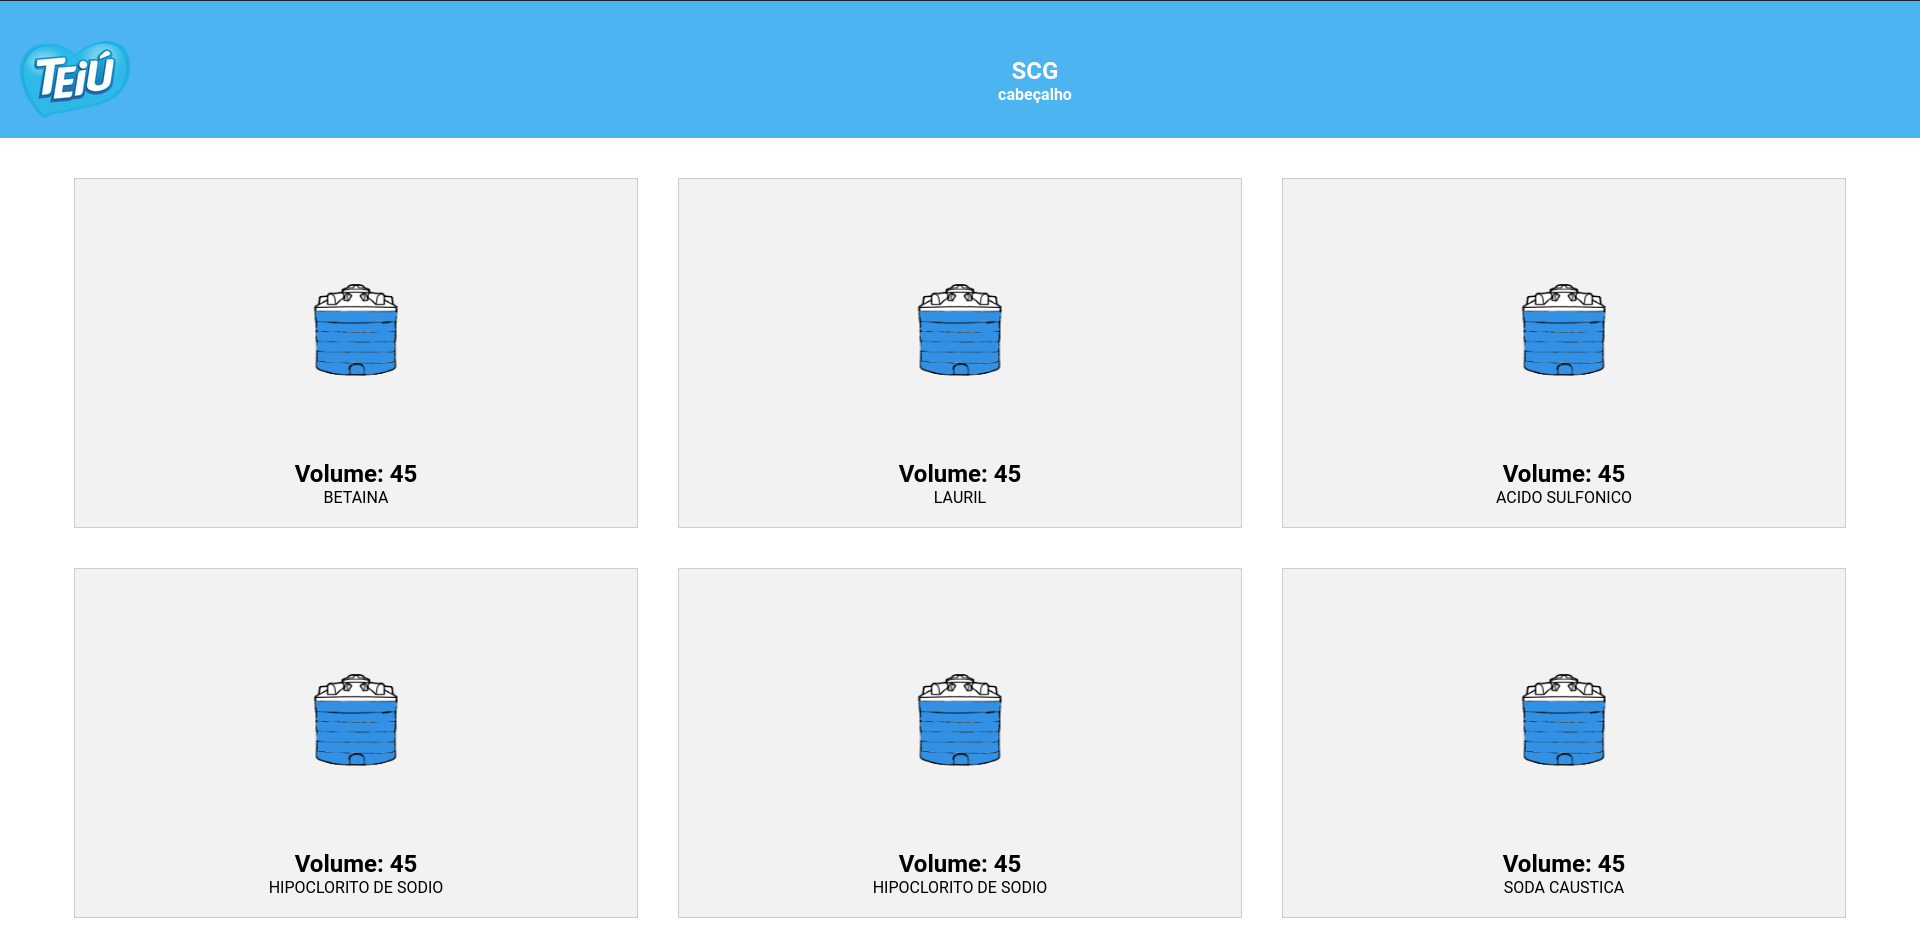 TEiÚ
SCG
cabeçalho
Volume: 45
BETAINA
Volume: 45
LAURIL
Volume: 45
ACIDO SULFONICO
Volume: 45
HIPOCLORITO DE SODIO
Volume: 45
HIPOCLORITO DE SODIO
Volume: 45
SODA CAUSTICA